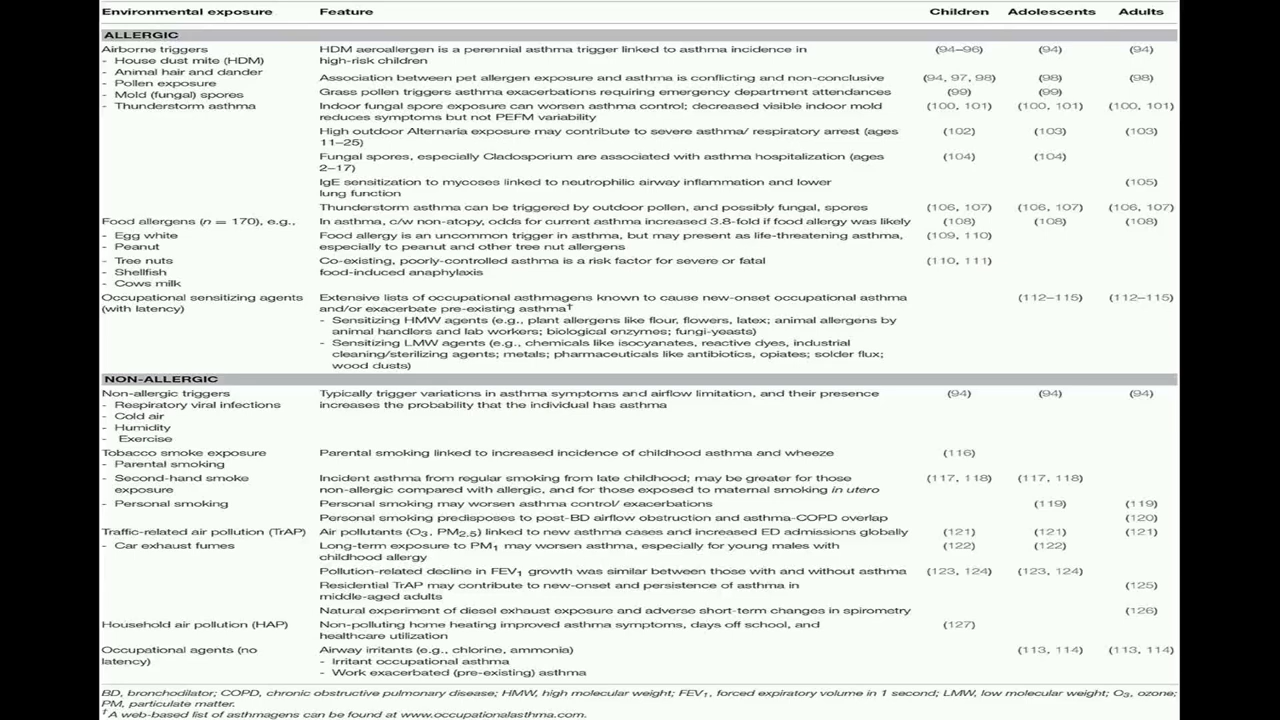 Environmental exposure Feature Children Adolescents Adults
ALLERGIC
Airborne triggers HDM aeroallergen is a perennial asthma trigger linked to asthma incidence in (94–96) (94) (94)
- House dust mite (HDM) high-risk children
- Animal hair and dander Association between pet allergen exposure and asthma is conflicting and non-conclusive (94, 97, 98) (98) (98)
- Pollen exposure Grass pollen triggers asthma exacerbations requiring emergency department attendances (99) (99)
- Mold (fungal) spores
- Thunderstorm asthma Indoor fungal spore exposure can worsen asthma control; decreased visible indoor mold (100, 101) (100, 101) (100, 101)
reduces symptoms but not PEFM variability
High outdoor Alternaria exposure may contribute to severe asthma/ respiratory arrest (ages (102) (103) (103)
11–25)
Fungal spores, especially Cladosporium are associated with asthma hospitalization (ages (104) (104)
2–17)
IgE sensitization to mycoses linked to neutrophilic airway inflammation and lower (105)
lung function
Thunderstorm asthma can be triggered by outdoor pollen, and possibly fungal, spores (106, 107) (106, 107) (106, 107)
Food allergens (n = 170), e.g., In asthma, c/w non-atopy, odds for current asthma increased 3.8-fold if food allergy was likely (108) (108) (108)
- Egg white Food allergy is an uncommon trigger in asthma, but may present as life-threatening asthma, (109, 110)
- Peanut especially to peanut and other tree nut allergens
- Tree nuts Co-existing, poorly-controlled asthma is a risk factor for severe or fatal (110, 111)
- Shellfish food-induced anaphylaxis
- Cows milk
Occupational sensitizing agents Extensive lists of occupational asthmagens known to cause new-onset occupational asthma (112–115) (112–115)
(with latency) and/or exacerbate pre-existing asthma†
- Sensitizing HMW agents (e.g., plant allergens like flour, flowers, latex; animal allergens by
animal handlers and lab workers; biological enzymes; fungi-yeasts)
- Sensitizing LMW agents (e.g., chemicals like isocyanates, reactive dyes, industrial
cleaning/sterilizing agents; metals; pharmaceuticals like antibiotics, opiates; solder flux;
wood dusts)
NON-ALLERGIC
Non-allergic triggers Typically trigger variations in asthma symptoms and airflow limitation, and their presence (94) (94) (94)
- Respiratory viral infections increases the probability that the individual has asthma
- Cold air
- Humidity
- Exercise
Tobacco smoke exposure Parental smoking linked to increased incidence of childhood asthma and wheeze (116)
- Parental smoking
- Second-hand smoke Incident asthma from regular smoking from late childhood; may be greater for those (117, 118) (117, 118)
exposure non-allergic compared with allergic, and for those exposed to maternal smoking in utero
- Personal smoking Personal smoking may worsen asthma control/ exacerbations (119) (119)
Personal smoking predisposes to post-BD airflow obstruction and asthma-COPD overlap (120)
Traffic-related air pollution (TrAP) Air pollutants (O3, PM2.5) linked to new asthma cases and increased ED admissions globally (121) (121) (121)
- Car exhaust fumes Long-term exposure to PM1 may worsen asthma, especially for young males with (122) (122)
childhood allergy
Pollution-related decline in FEV1 growth was similar between those with and without asthma (123, 124) (123, 124)
Residential TrAP may contribute to new-onset and persistence of asthma in (125)
middle-aged adults
Natural experiment of diesel exhaust exposure and adverse short-term changes in spirometry (126)
Household air pollution (HAP) Non-polluting home heating improved asthma symptoms, days off school, and (127)
healthcare utilization
Occupational agents (no Airway irritants (e.g., chlorine, ammonia) (113, 114) (113, 114)
latency) - Irritant occupational asthma
- Work exacerbated (pre-existing) asthma
BD, bronchodilator; COPD, chronic obstructive pulmonary disease; HMW, high molecular weight; FEV1, forced expiratory volume in 1 second; LMW, low molecular weight; O3, ozone;
PM, particulate matter.
†A web-based list of asthmagens can be found at www.occupationalasthma.com.